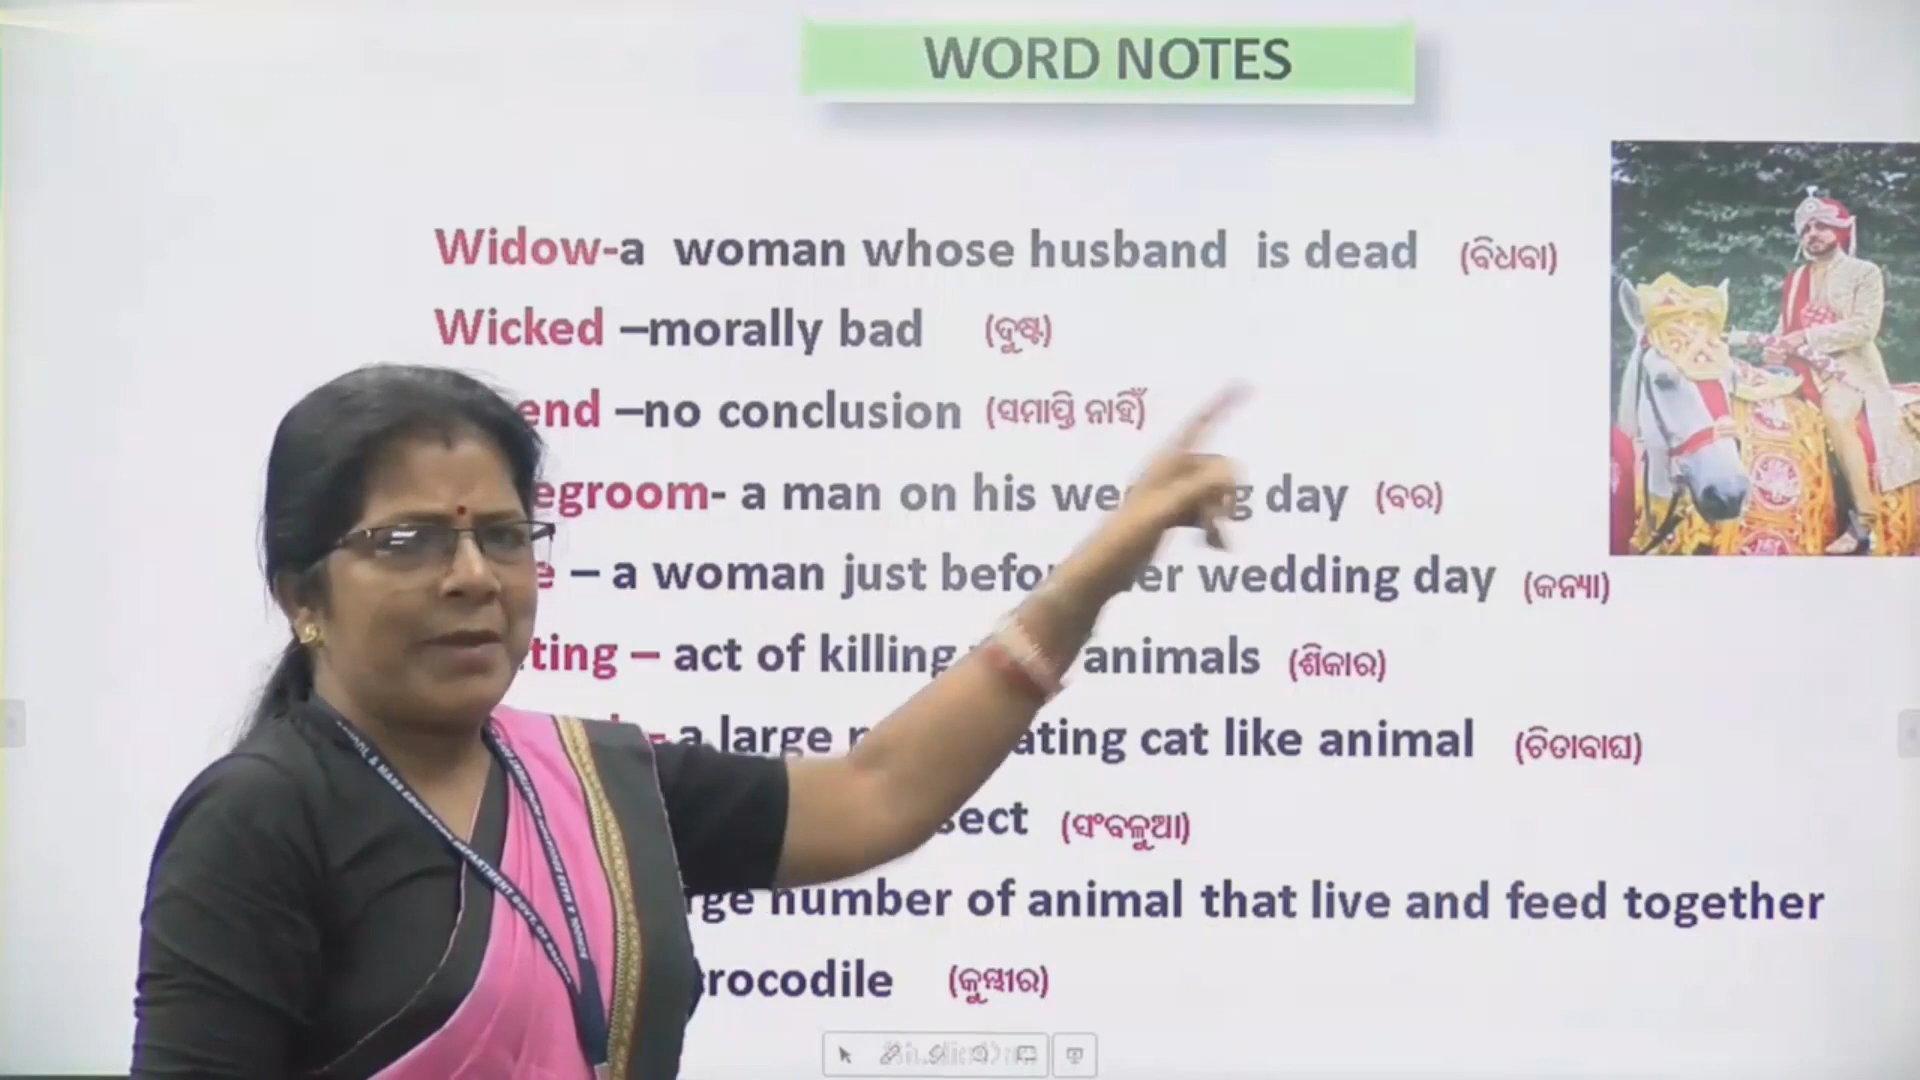 WORD NOTES
Widow-a woman whose husband is dead (ବିଧବା)
Wicked –morally bad (ଦୁଷ୍ଟ)
end –no conclusion (ସମାପ୍ତି ନାହିଁ)
egroom- a man on his we g day (ବର)
e – a woman just befo er wedding day (କନ୍ୟା)
ting – act of killing animals (ଶିକାର)
- a large ating cat like animal (ଚିତାବାଘ)
sect (ସଂବଳୁଆ)
rge number of animal that live and feed together
crocodile (କୁମ୍ଭୀର)